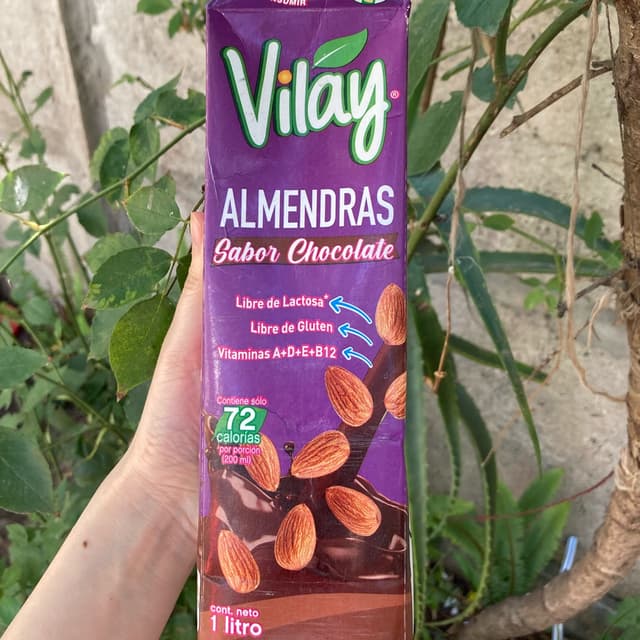 Vilay®
ALMENDRAS
Sabor Chocolate
Libre de Lactosa*
Libre de Gluten
Vitaminas A+D+E+B12
Contiene sólo
72
calorías
*por porción
(200 ml)
cont. neto
1 litro